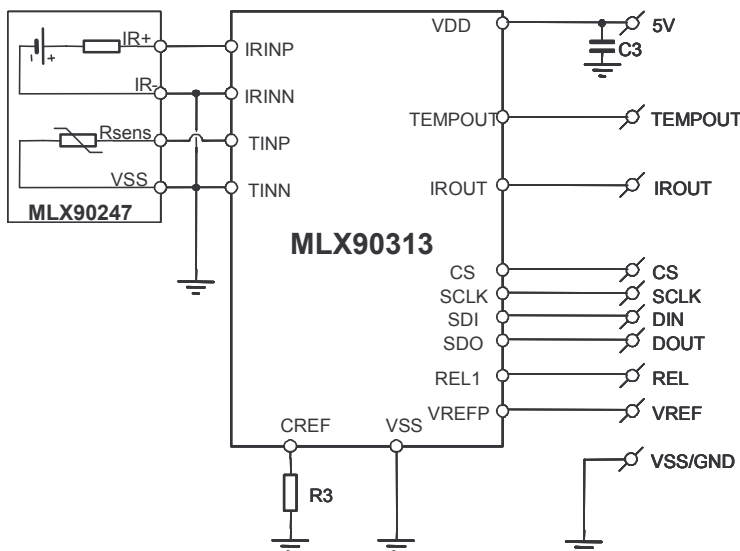 VDD
5V
IR+
IRINP
C3
IR-
IRINN
TEMPOUT
TEMPOUT
Rsens
TINP
VSS
TINN
IROUT
IROUT
MLX90247
MLX90313
CS
CS
SCLK
SCLK
SDI
DIN
SDO
DOUT
REL1
REL
VREFP
VREF
CREF
VSS
VSS/GND
R3